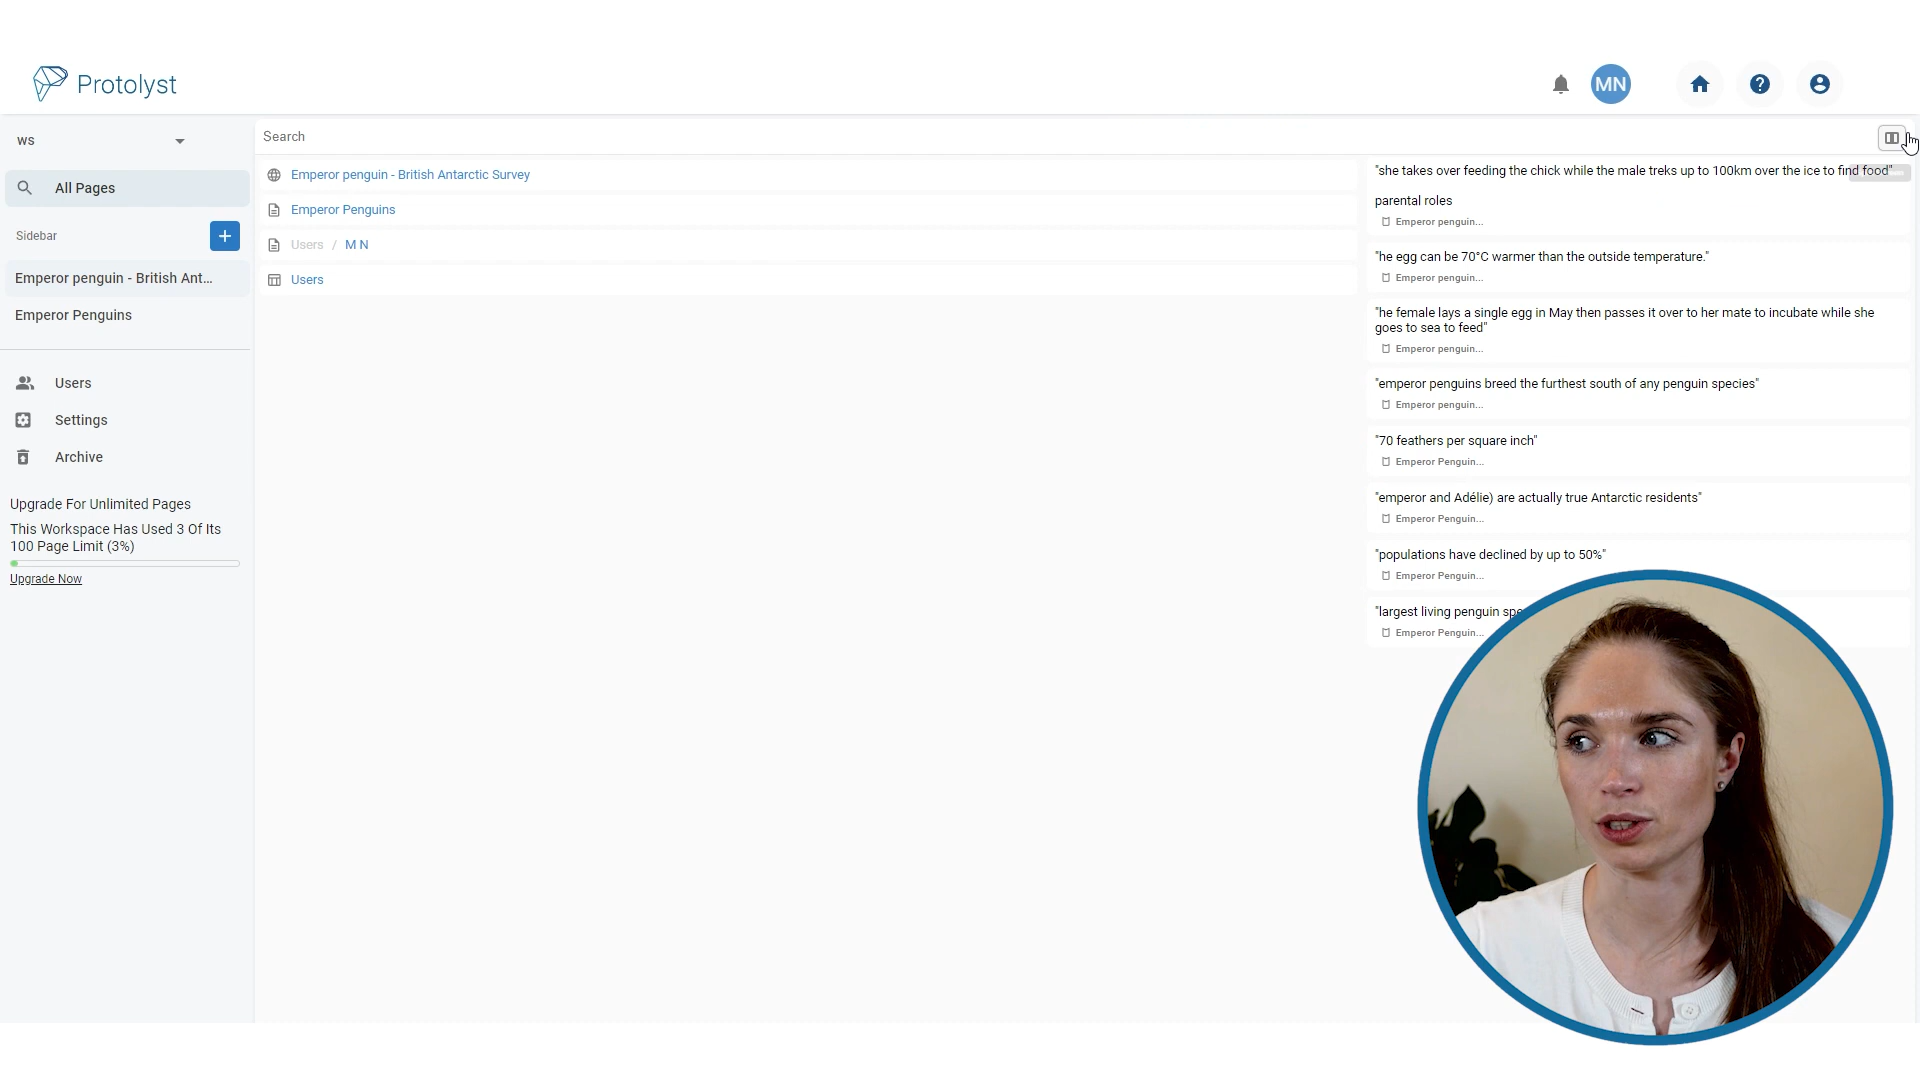 Protolyst
MN
WS
Search
All Pages
Sidebar
Emperor penguin - British Ant...
Emperor Penguins
Users
Settings
Archive
Upgrade For Unlimited Pages
This Workspace Has Used 3 Of Its
100 Page Limit (3%)
Upgrade Now
Emperor penguin - British Antarctic Survey
Emperor Penguins
Users / M N
Users
"she takes over feeding the chick while the male treks up to 100km over the ice to find food"
parental roles
Emperor penguin...
"he egg can be 70°C warmer than the outside temperature."
Emperor penguin...
"he female lays a single egg in May then passes it over to her mate to incubate while she
goes to sea to feed"
Emperor penguin...
"emperor penguins breed the furthest south of any penguin species"
Emperor penguin...
"70 feathers per square inch"
Emperor Penguin...
"emperor and Adélie) are actually true Antarctic residents"
Emperor Penguin...
"populations have declined by up to 50%"
Emperor Penguin...
"largest living penguin
Emperor Penguin...